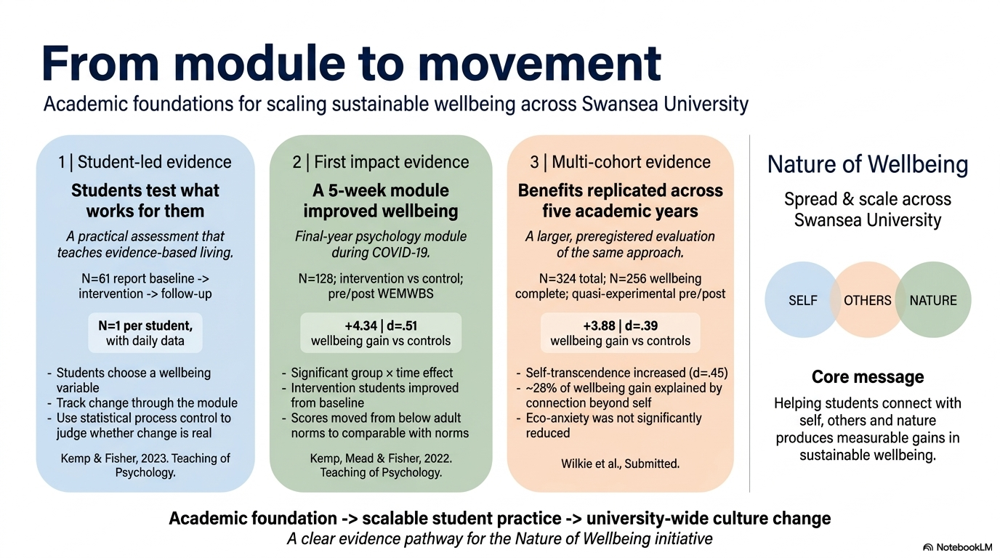 From module to movement
Academic foundations for scaling sustainable wellbeing across Swansea University
1 | Student-led evidence
Students test what
works for them
A practical assessment that
teaches evidence-based living.
N=61 report baseline ->
intervention -> follow-up
N=1 per student,
with daily data
- Students choose a wellbeing
variable
- Track change through the module
- Use statistical process control to
judge whether change is real
Kemp & Fisher, 2023. Teaching of
Psychology.
2 | First impact evidence
A 5-week module
improved wellbeing
Final-year psychology module
during COVID-19.
N=128; intervention vs control;
pre/post WEMWBS
+4.34 | d=.51
wellbeing gain vs controls
- Significant group × time effect
- Intervention students improved
from baseline
- Scores moved from below adult
norms to comparable with norms
Kemp, Mead & Fisher, 2022.
Teaching of Psychology.
3 | Multi-cohort evidence
Benefits replicated across
five academic years
A larger, preregistered evaluation
of the same approach.
N=324 total; N=256 wellbeing
complete; quasi-experimental pre/post
+3.88 | d=.39
wellbeing gain vs controls
- Self-transcendence increased (d=.45)
- ~28% of wellbeing gain explained by
connection beyond self
- Eco-anxiety was not significantly
reduced
Wilkie et al., Submitted.
Nature of Wellbeing
Spread & scale across
Swansea University
SELF
OTHERS
NATURE
Core message
Helping students connect with
self, others and nature
produces measurable gains in
sustainable wellbeing.
Academic foundation -> scalable student practice -> university-wide culture change
A clear evidence pathway for the Nature of Wellbeing initiative
NotebookLM